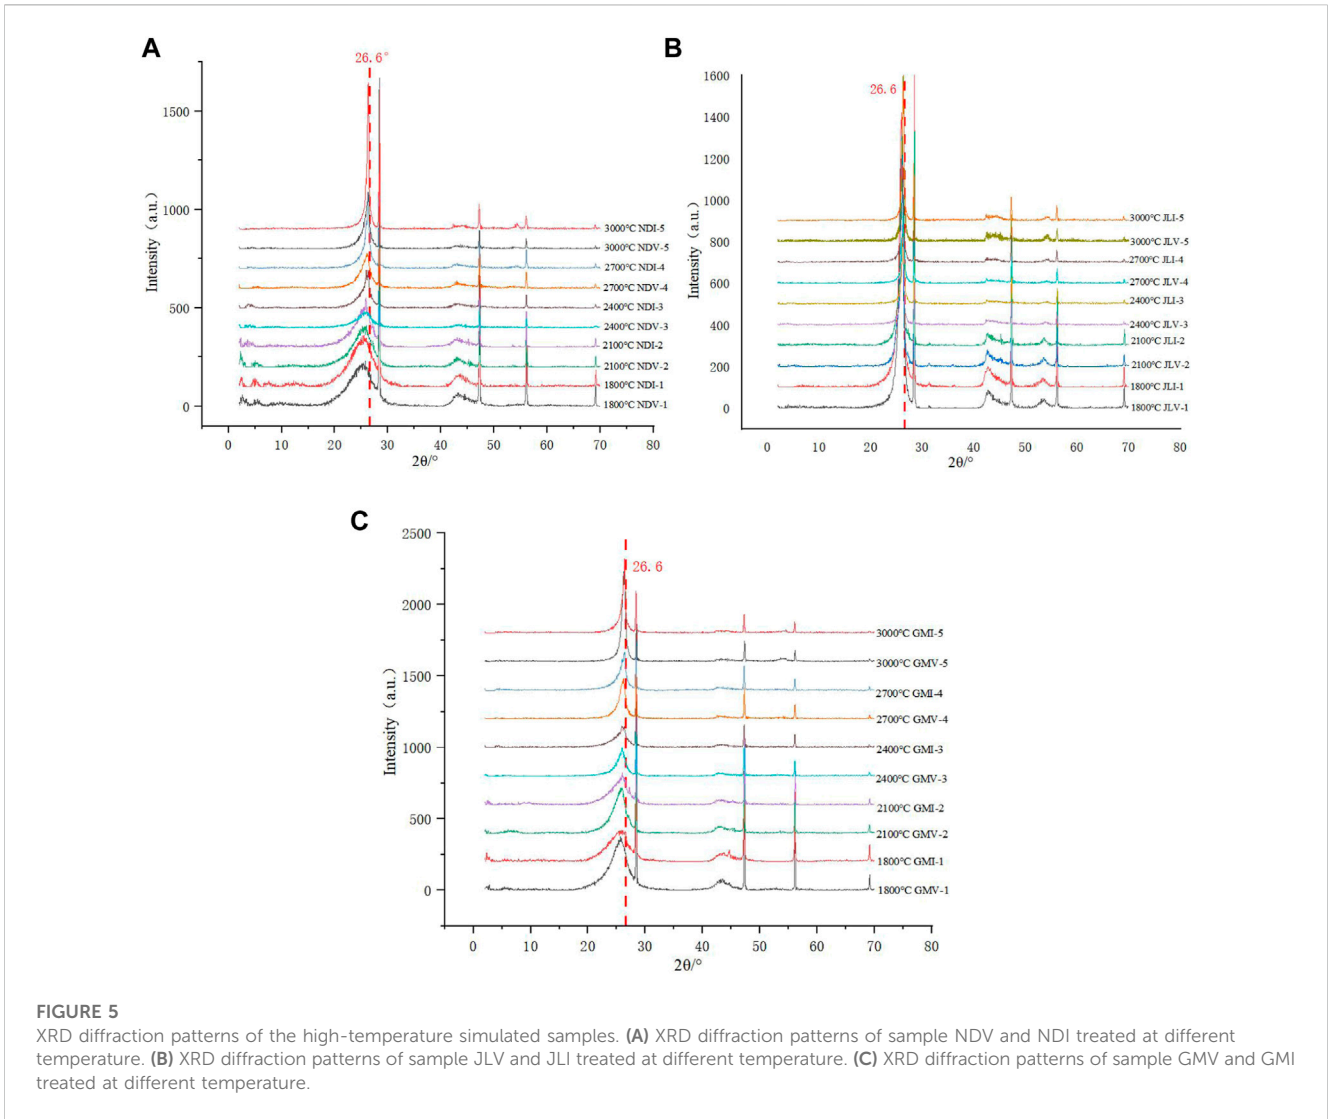 A
26.6°
Intensity (a.u.)
1500
1000
500
0
3000℃ NDI-5
3000℃ NDV-5
2700℃ NDI-4
2700℃ NDV-4
2400℃ NDI-3
2400℃ NDV-3
2100℃ NDI-2
2100℃ NDV-2
1800℃ NDI-1
1800℃ NDV-1
0 10 20 30 40 50 60 70 80
2θ/°
B
26.6
Intensity (a.u.)
1600
1400
1200
1000
800
600
400
200
0
3000℃ JLI-5
3000℃ JLV-5
2700℃ JLI-4
2700℃ JLV-4
2400℃ JLI-3
2400℃ JLV-3
2100℃ JLI-2
2100℃ JLV-2
1800℃ JLI-1
1800℃ JLV-1
0 10 20 30 40 50 60 70 80
2θ/°
C
26.6
Intensity (a.u.)
2500
2000
1500
1000
500
0
3000℃ GMI-5
3000℃ GMV-5
2700℃ GMI-4
2700℃ GMV-4
2400℃ GMI-3
2400℃ GMV-3
2100℃ GMI-2
2100℃ GMV-2
1800℃ GMI-1
1800℃ GMV-1
0 10 20 30 40 50 60 70 80
2θ/°
FIGURE 5
XRD diffraction patterns of the high-temperature simulated samples. (A) XRD diffraction patterns of sample NDV and NDI treated at different
temperature. (B) XRD diffraction patterns of sample JLV and JLI treated at different temperature. (C) XRD diffraction patterns of sample GMV and GMI
treated at different temperature.